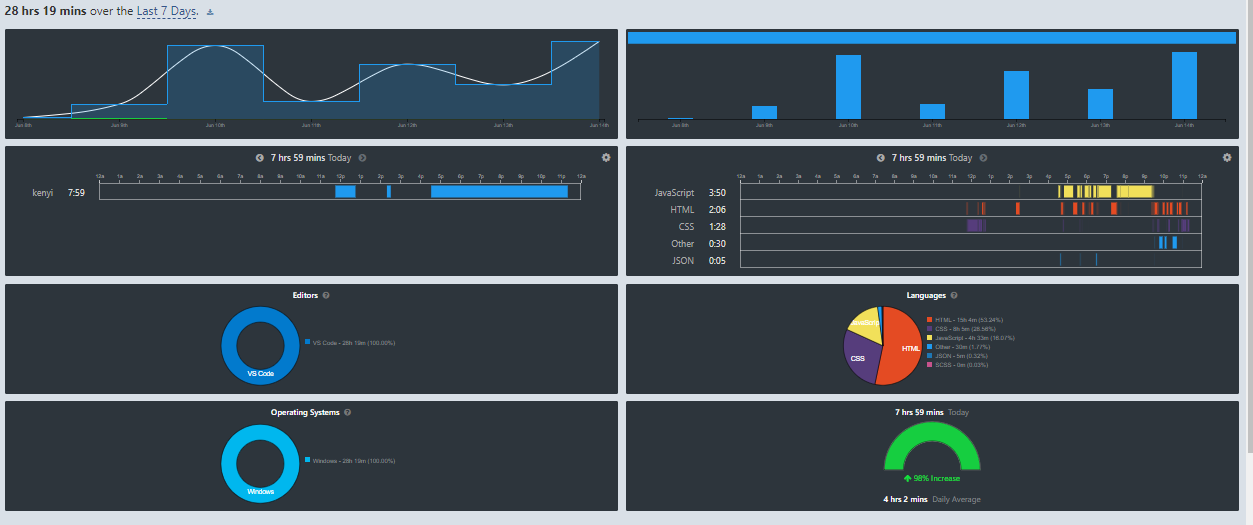 28 hrs 19 mins over the Last 7 Days.
Jun 8th Jun 9th Jun 10th Jun 11th Jun 12th Jun 13th Jun 14th
Jun 8th Jun 9th Jun 10th Jun 11th Jun 12th Jun 13th Jun 14th
7 hrs 59 mins Today
12a 1a 2a 3a 4a 5a 6a 7a 8a 9a 10a 11a 12p 1p 2p 3p 4p 5p 6p 7p 8p 9p 10p 11p 12a
kenyi 7:59
7 hrs 59 mins Today
12a 1a 2a 3a 4a 5a 6a 7a 8a 9a 10a 11a 12p 1p 2p 3p 4p 5p 6p 7p 8p 9p 10p 11p 12a
JavaScript 3:50
HTML 2:06
CSS 1:28
Other 0:30
JSON 0:05
Editors
VS Code - 28h 19m (100.00%)
VS Code
Languages
HTML - 15h 4m (53.24%)
CSS - 8h 5m (28.56%)
JavaScript - 4h 33m (16.07%)
Other - 30m (1.77%)
JSON - 5m (0.32%)
SCSS - 0m (0.03%)
JavaScript
HTML
CSS
Operating Systems
Windows - 28h 19m (100.00%)
Windows
7 hrs 59 mins Today
98% Increase
4 hrs 2 mins Daily Average